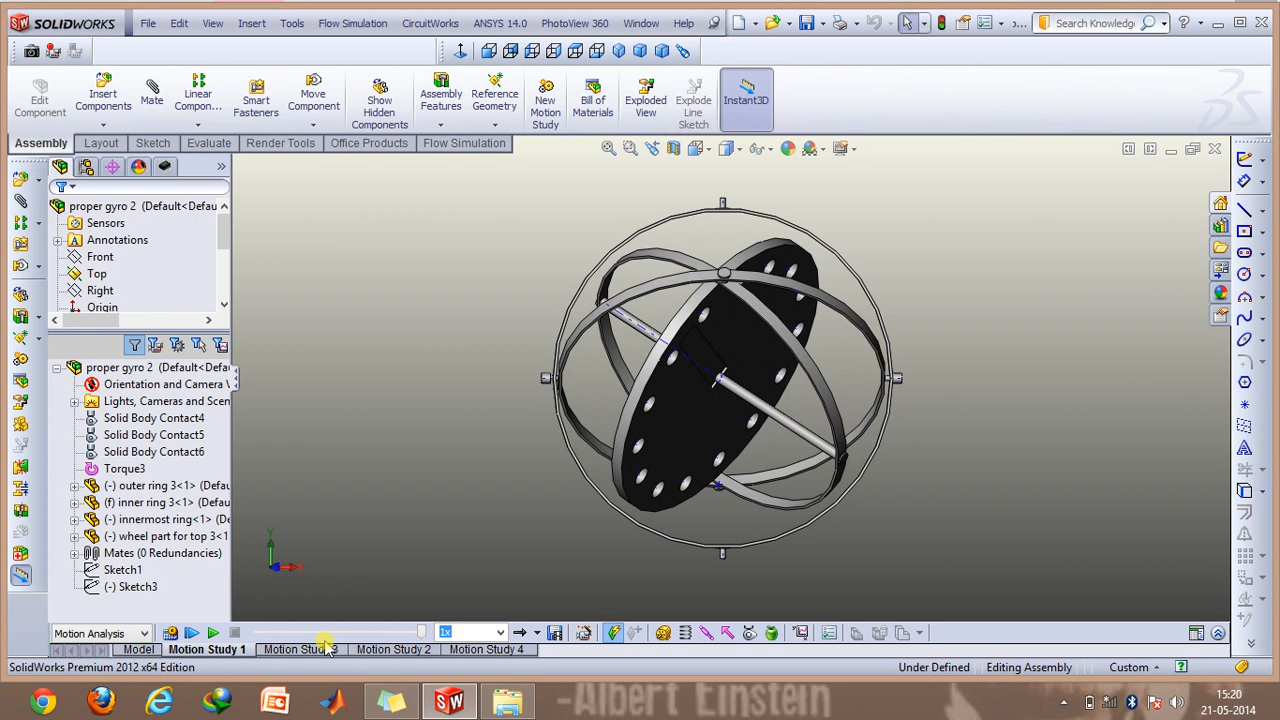 SOLIDWORKS File Edit View Insert Tools Flow Simulation CircuitWorks ANSYS 14.0 PhotoView 360 Window Help Search Knowledge
Edit Component
Insert Components
Mate
Linear Compon...
Smart Fasteners
Move Component
Show Hidden Components
Assembly Features
Reference Geometry
New Motion Study
Bill of Materials
Exploded View
Explode Line Sketch
Instant3D
Assembly Layout Sketch Evaluate Render Tools Office Products Flow Simulation
proper gyro 2 (Default<Defau
Sensors
Annotations
Front
Top
Right
Origin
proper gyro 2 (Default<Defau
Orientation and Camera V
Lights, Cameras and Scen
Solid Body Contact4
Solid Body Contact5
Solid Body Contact6
Torque3
(-) outer ring 3<1> (Default)
(f) inner ring 3<1> (Defau
(-) innermost ring<1> (De
(-) wheel part for top 3<1
Mates (0 Redundancies)
Sketch1
(-) Sketch3
Y
X
Motion Analysis 1x
Model Motion Study 1 Motion Study 3 Motion Study 2 Motion Study 4
SolidWorks Premium 2012 x64 Edition Under Defined Editing Assembly Custom
-Albert Einstan
15:20
21-05-2014